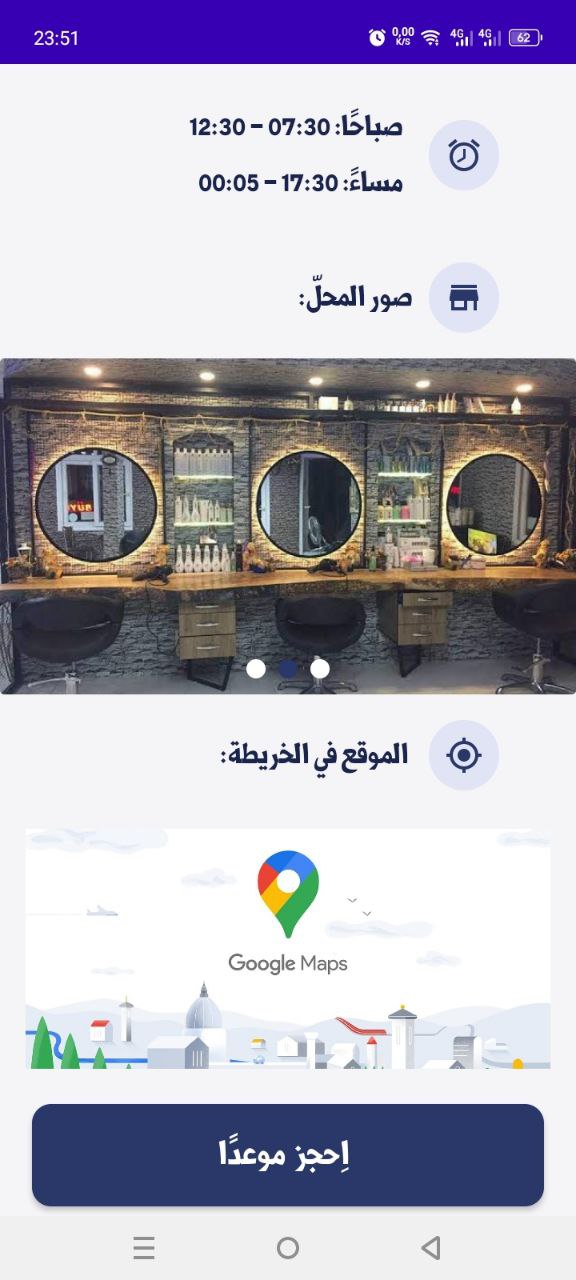 23:51
0,00
K/S
4G
4G
62
صباحًا: 07:30 – 12:30
مساءً: 17:30 – 00:05
صور المحلّ:
الموقع في الخريطة:
Google Maps
اِحجز موعدًا